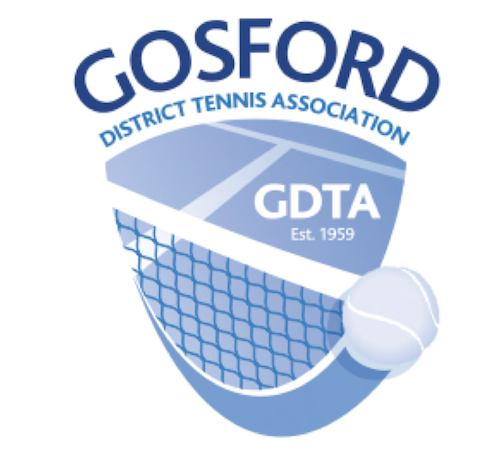 GOSFORD
DISTRICT TENNIS ASSOCIATION
GDTA
Est. 1959